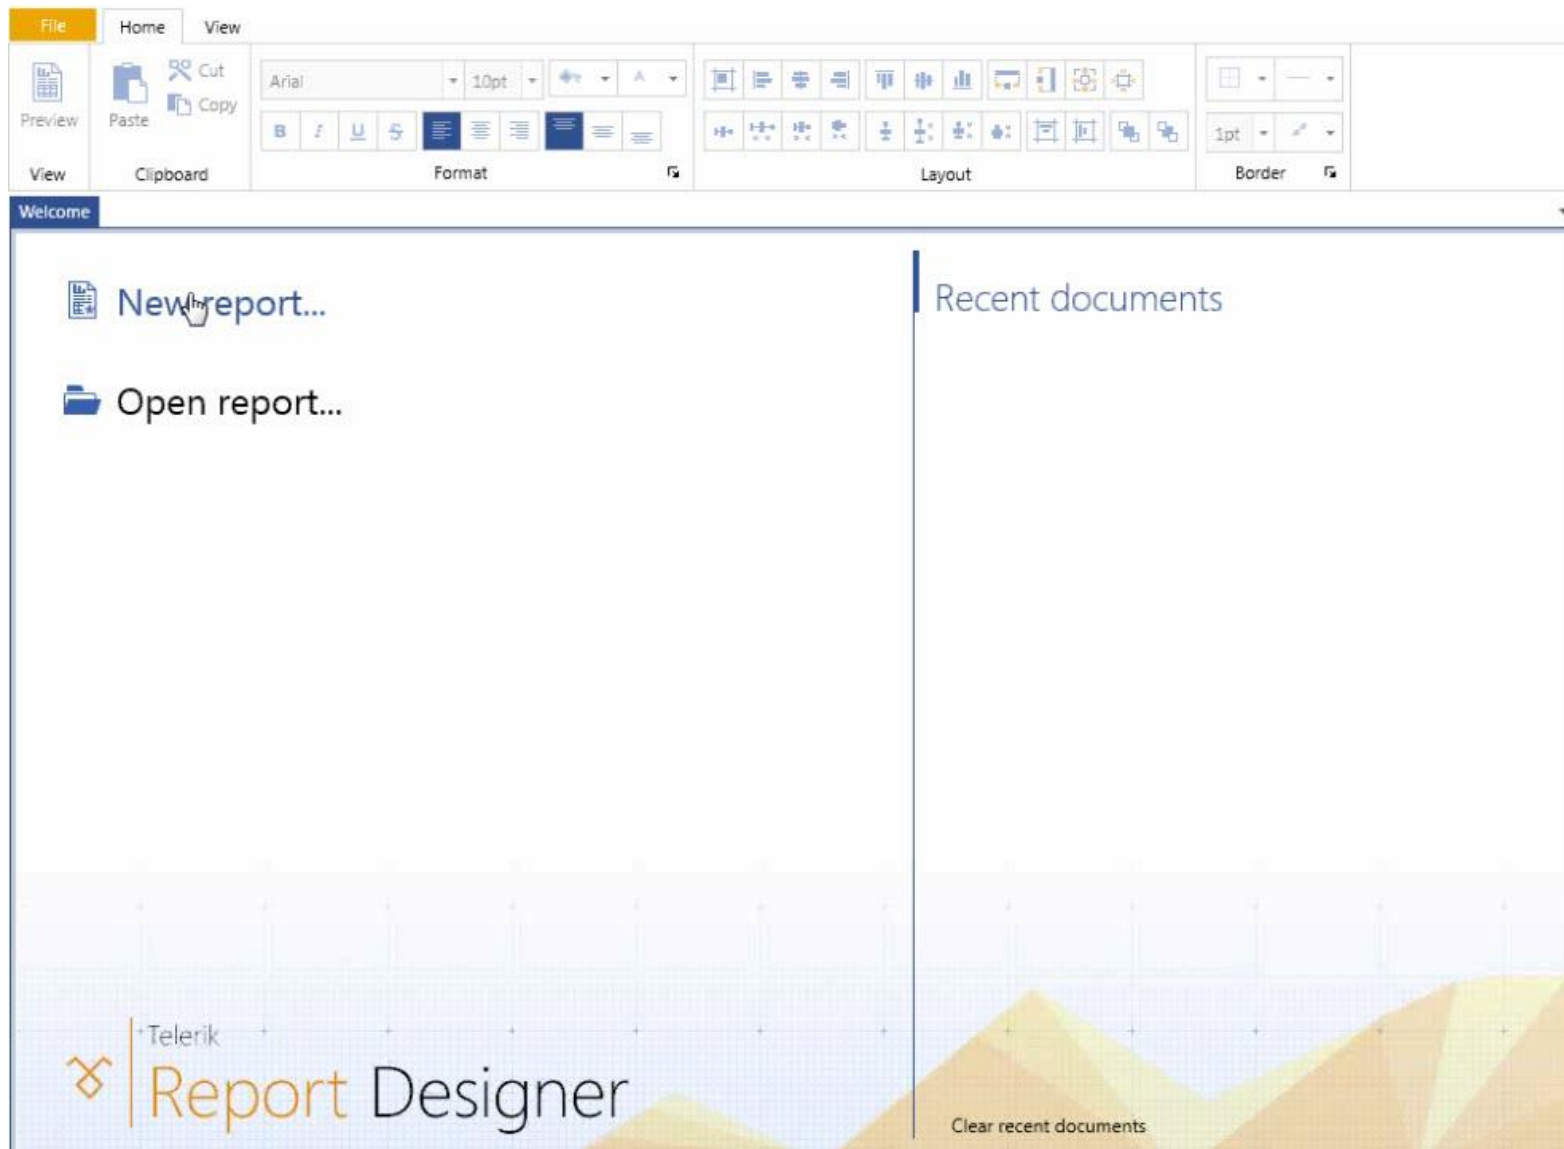 File Home View
Cut
Arial 10pt A
Copy
Preview Paste
B I U S
1pt
View Clipboard Format Layout Border
Welcome
New report...
Recent documents
Open report...
Telerik
Report Designer
Clear recent documents